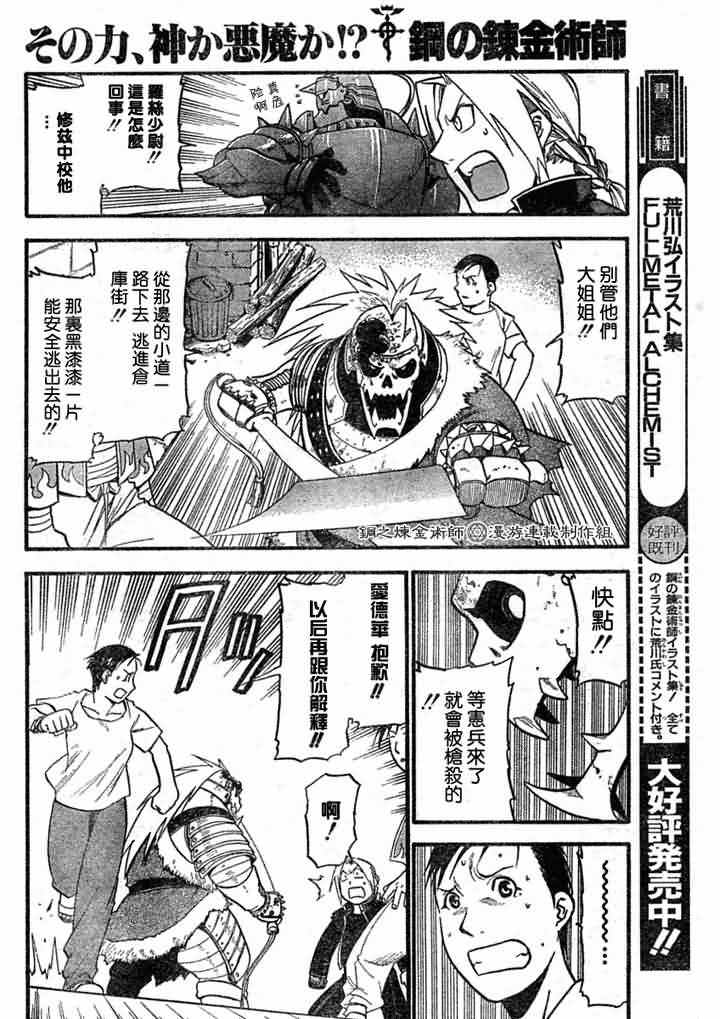 その力、神か悪魔か!?
鋼の錬金術師
羅絲少尉!!
這是怎麼
回事!!
修兹中校他
…
真危
险啊
別管他們
大姐姐!!
從那邊的小道一
路下去 逃進倉
庫街!!
那裏黑漆漆一片
能安全逃出去的!!
鋼之煉金術師
漫游連載制作組
快點!!
等憲兵來了
就會被槍殺的
愛德華 抱歉!!
以后再跟你
解釋!!
啊!
ダッ
書籍
荒川弘イラスト集
FULLMETAL ALCHEMIST
好評
既刊
鋼の錬金術師イラスト集! 全て
のイラストに荒川氏コメント付き。
大好評発売中!!